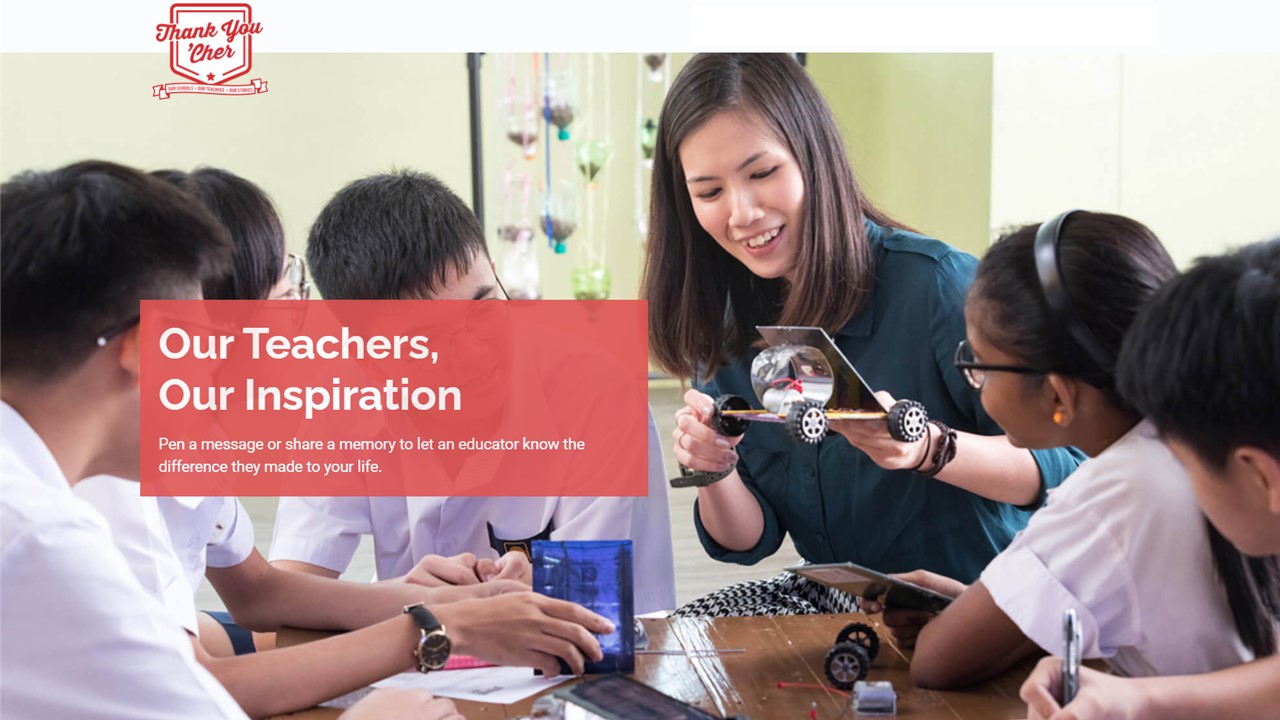 Thank You
'Cher
OUR SCHOOLS • OUR TEACHERS • OUR STORIES
Our Teachers,
Our Inspiration
Pen a message or share a memory to let an educator know the
difference they made to your life.